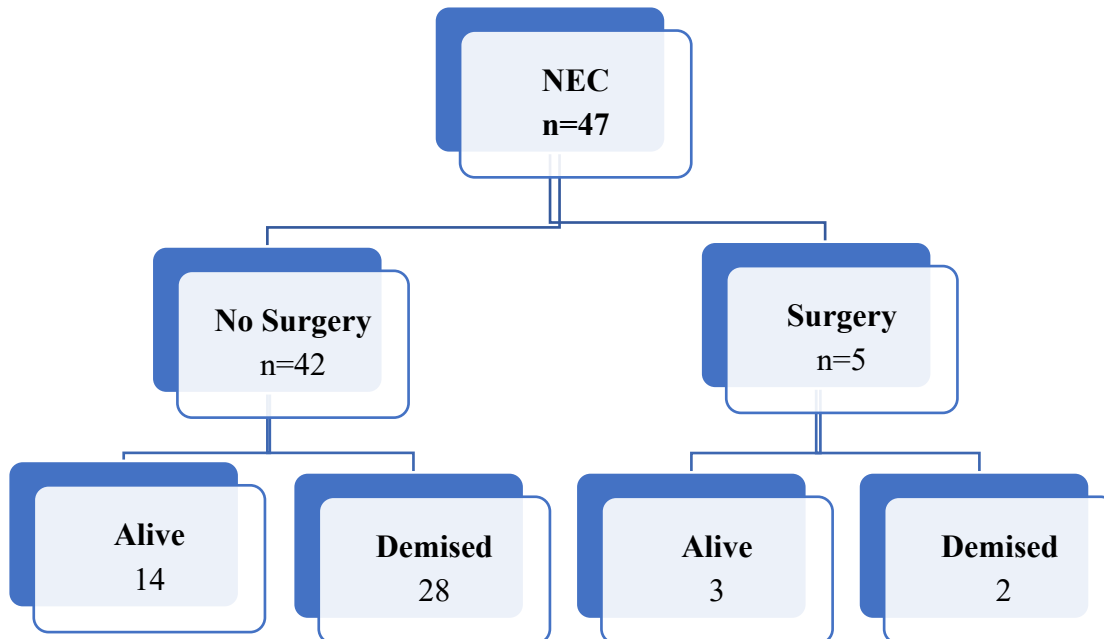 NEC
n=47
No Surgery
n=42
Surgery
n=5
Alive
14
Demised
28
Alive
3
Demised
2